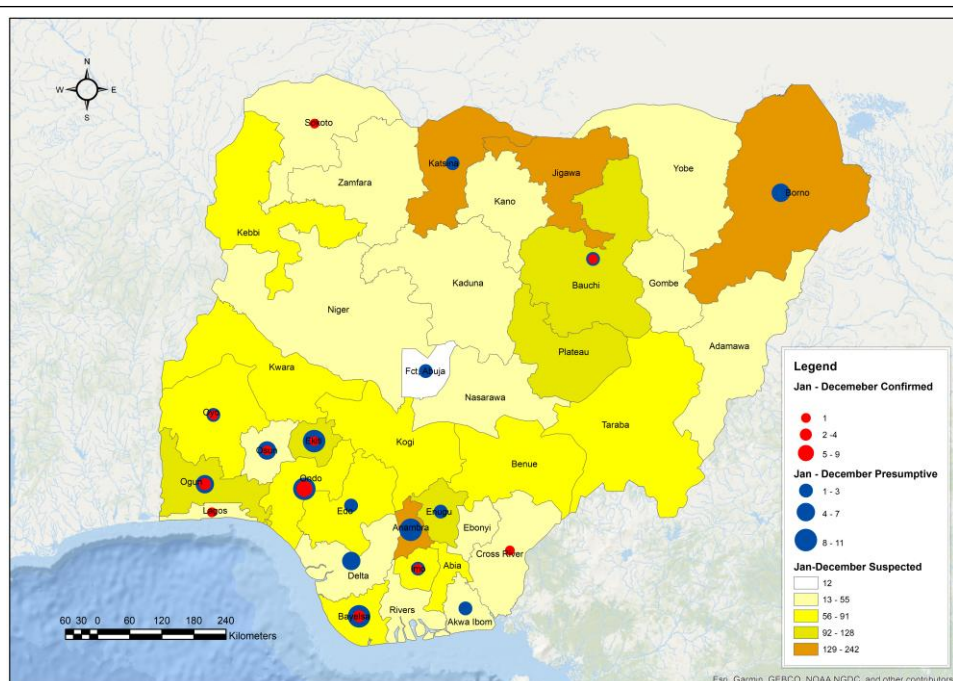 N
W E
S
Sokoto
Katsina
Jigawa
Yobe
Borno
Zamfara
Kano
Kebbi
Bauchi
Gombe
Kaduna
Niger
Adamawa
Plateau
Fct, Abuja
Kwara
Nasarawa
Oyo
Taraba
Kogi
Osun
Ekiti
Benue
Ogun
Ondo
Lagos
Edo
Enugu
Anambra
Ebonyi
Cross River
Delta
Imo
Abia
Bayelsa
Rivers
Akwa Ibom
60 30 0 60 120 180 240
Kilometers
Legend
Jan - Decemeber Confirmed
1
2 -4
5 - 9
Jan - December Presumptive
1 - 3
4 - 7
8 - 11
Jan-December Suspected
12
13 - 55
56 - 91
92 - 128
129 - 242
Esri, Garmin, GEBCO, NOAA NGDC, and other contributors